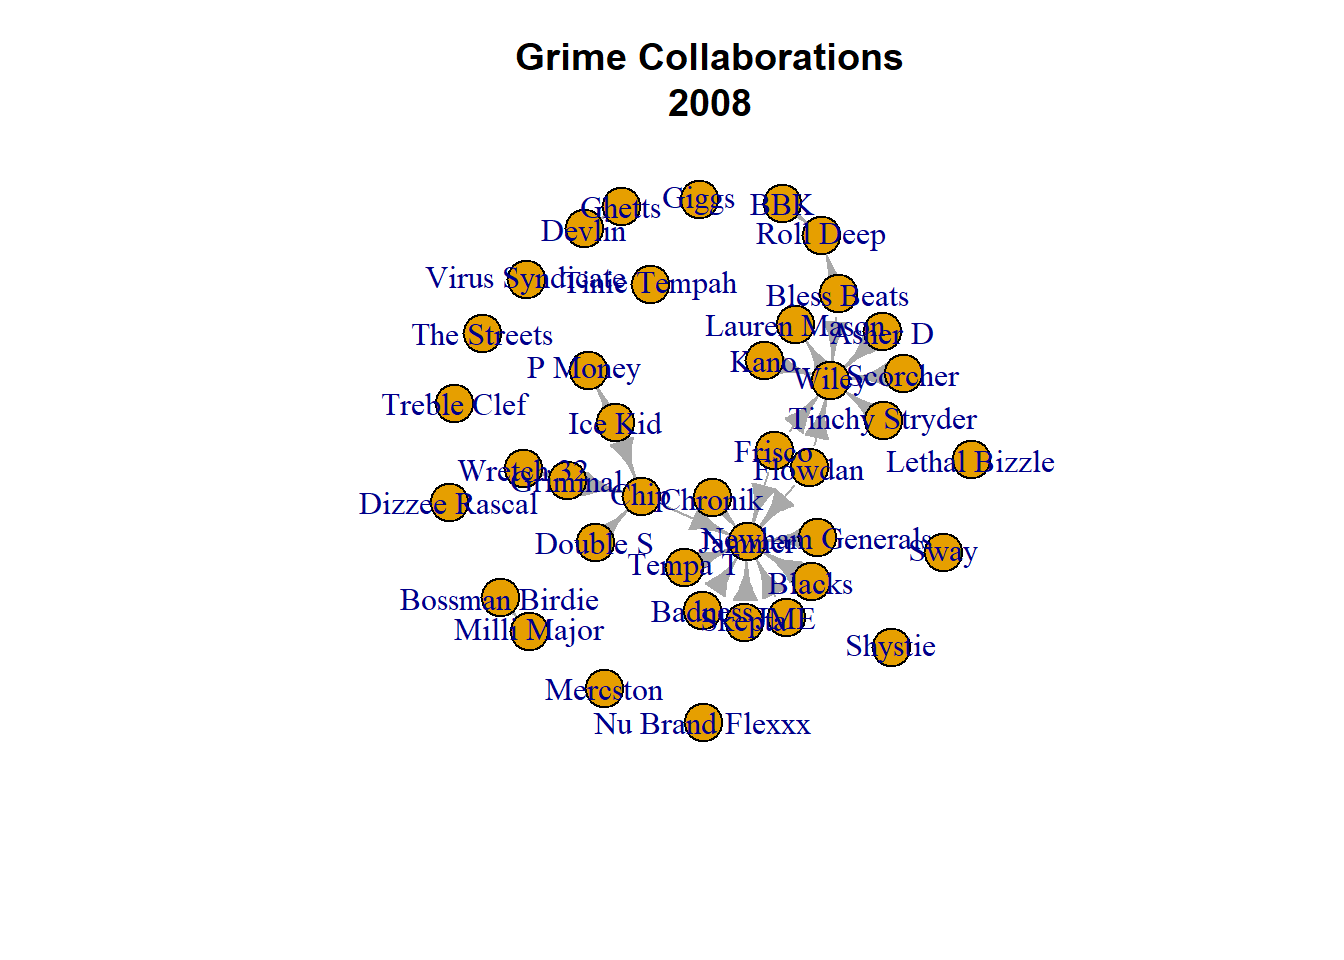 Grime Collaborations
2008
Giggs
BBK
Ghetts
Devlin
Roll Deep
Virus Syndicate
Tinie Tempah
Bless Beats
Lauren Mason
Asher D
The Streets
Kano
P Money
Wiley
Scorcher
Treble Clef
Ice Kid
Tinchy Stryder
Frisco
Flowdan
Lethal Bizzle
Wretch 32
Griminal
Chip
Chronik
Dizzee Rascal
Double S
Jammer
Newham Generals
Sway
Tempa T
Blacks
Bossman Birdie
Badness
Skepta
JME
Milli Major
Shystie
Mercston
Nu Brand Flexxx